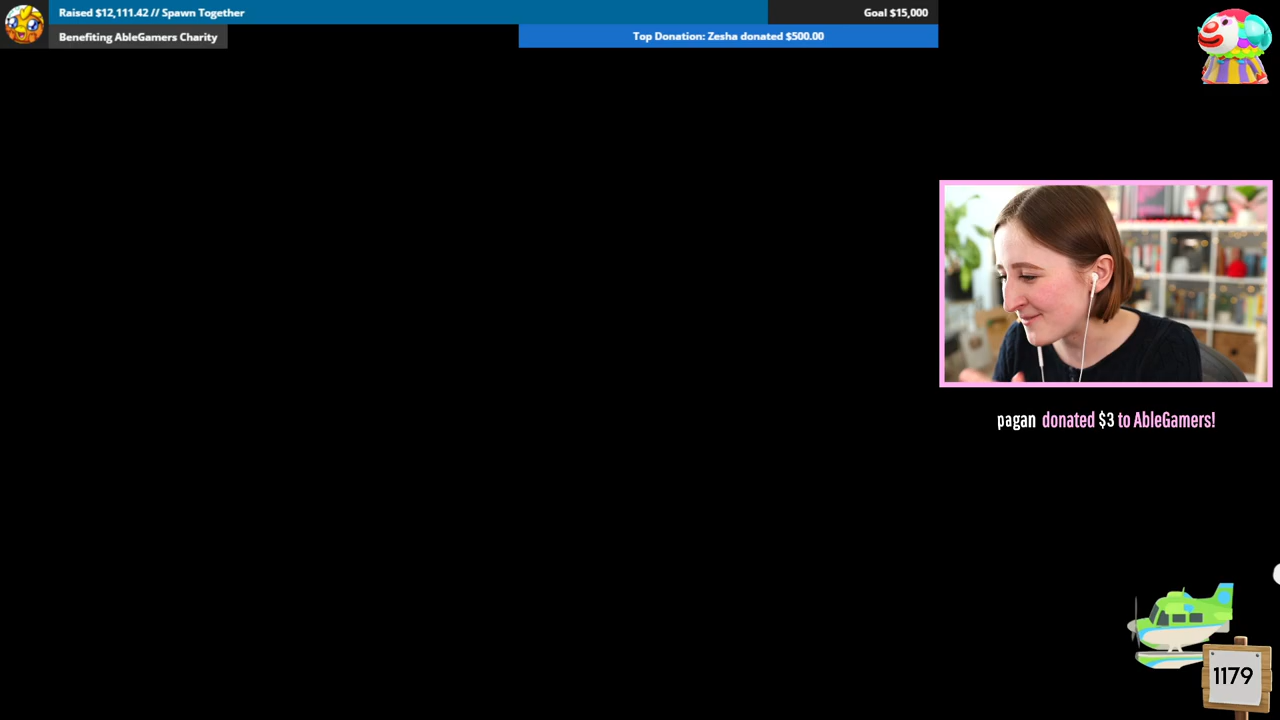 Raised $12,111.42 // Spawn Together
Goal $15,000
Benefiting AbleGamers Charity
Top Donation: Zesha donated $500.00
pagan donated $3 to AbleGamers!
1179